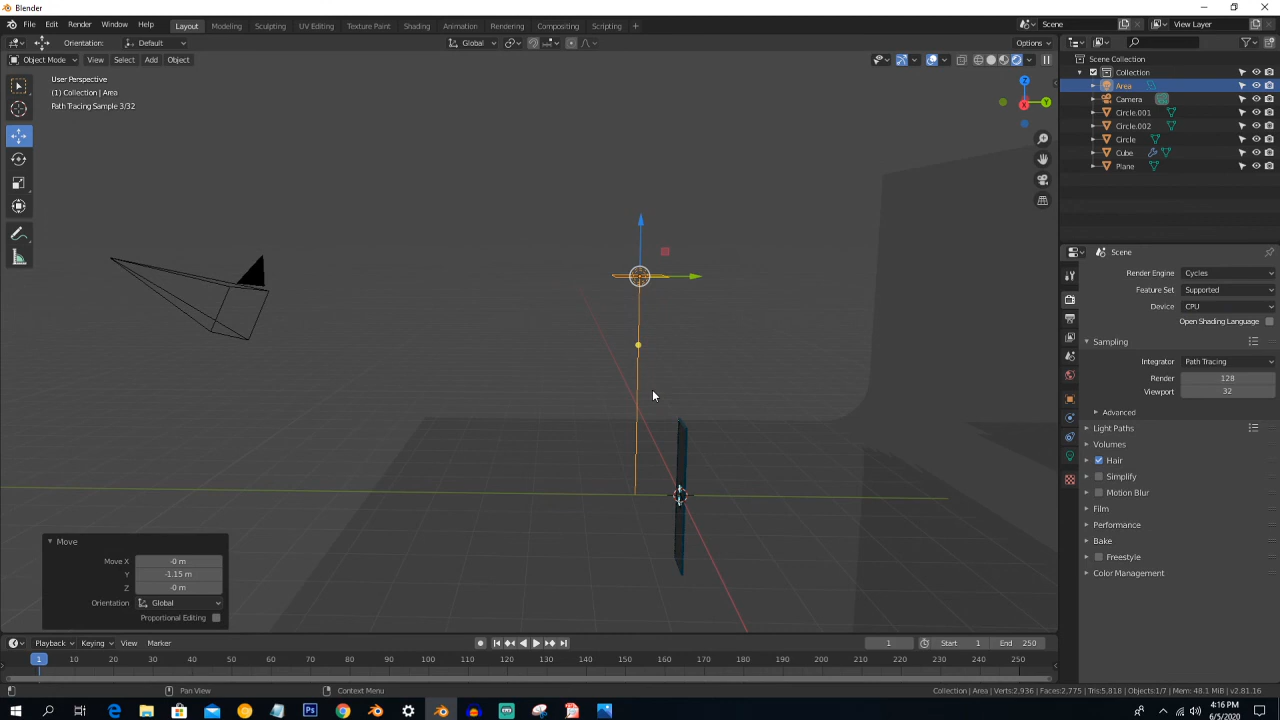 Blender
File Edit Render Window Help Layout Modeling Sculpting UV Editing Texture Paint Shading Animation Rendering Compositing Scripting + Scene View Layer
Orientation: Default Global Options
Object Mode View Select Add Object
User Perspective
(1) Collection | Area
Path Tracing Sample 3/32
Z
Y
X
Scene Collection
Collection
Area
Camera
Circle.001
Circle.002
Circle
Cube
Plane
Scene
Render Engine Cycles
Feature Set Supported
Device CPU
Open Shading Language
Sampling
Integrator Path Tracing
Render 128
Viewport 32
Advanced
Light Paths
Volumes
Hair
Simplify
Motion Blur
Film
Performance
Bake
Freestyle
Color Management
Move
Move X -0 m
Y -1.15 m
Z -0 m
Orientation Global
Proportional Editing
Playback Keying View Marker 1 Start 1 End 250
1 10 20 30 40 50 60 70 80 90 100 110 120 130 140 150 160 170 180 190 200 210 220 230 240 250
Pan View Context Menu Collection | Area | Verts:2,936 | Faces:2,775 | Tris:5,818 | Objects:1/7 | Mem: 48.1 MiB | v2.81.16
4:16 PM
6/5/2020